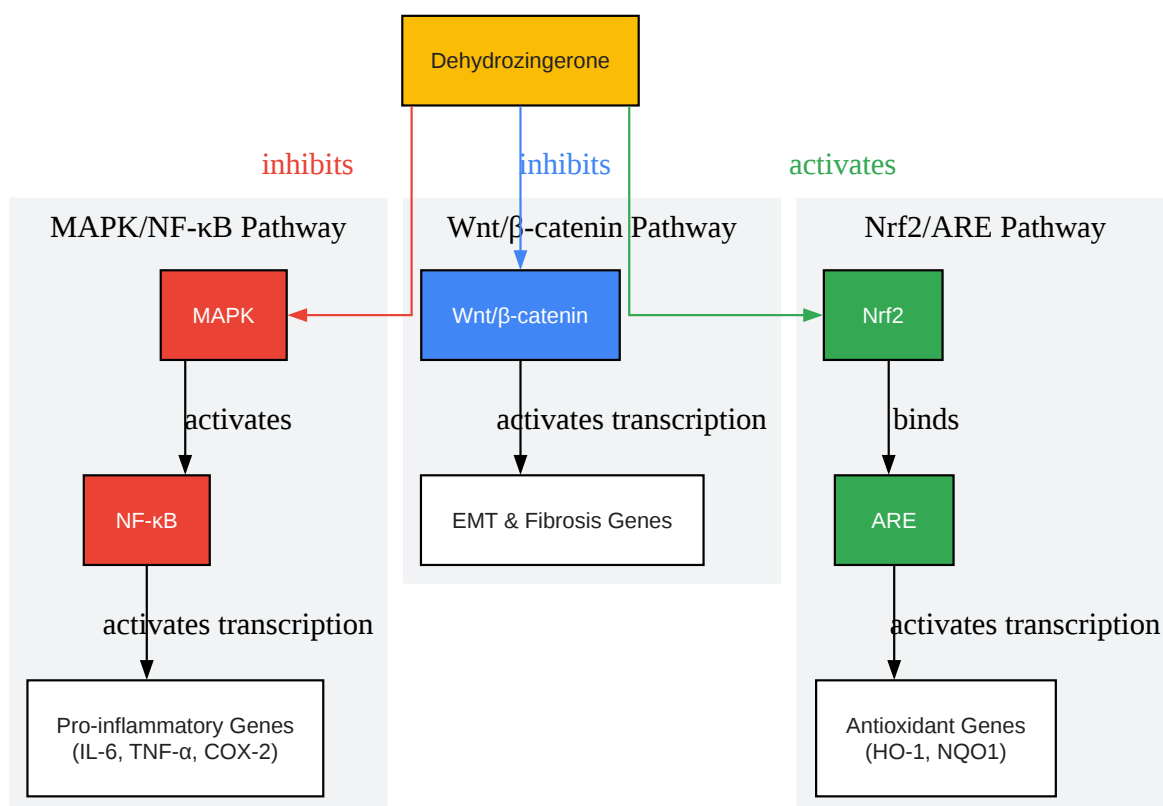 Dehydrozingerone
inhibits
inhibits
activates
MAPK/NF-κB Pathway
Wnt/β-catenin Pathway
Nrf2/ARE Pathway
MAPK
Wnt/β-catenin
Nrf2
activates
activates transcription
binds
NF-κB
EMT & Fibrosis Genes
ARE
activates transcription
activates transcription
Pro-inflammatory Genes
(IL-6, TNF-α, COX-2)
Antioxidant Genes
(HO-1, NQO1)